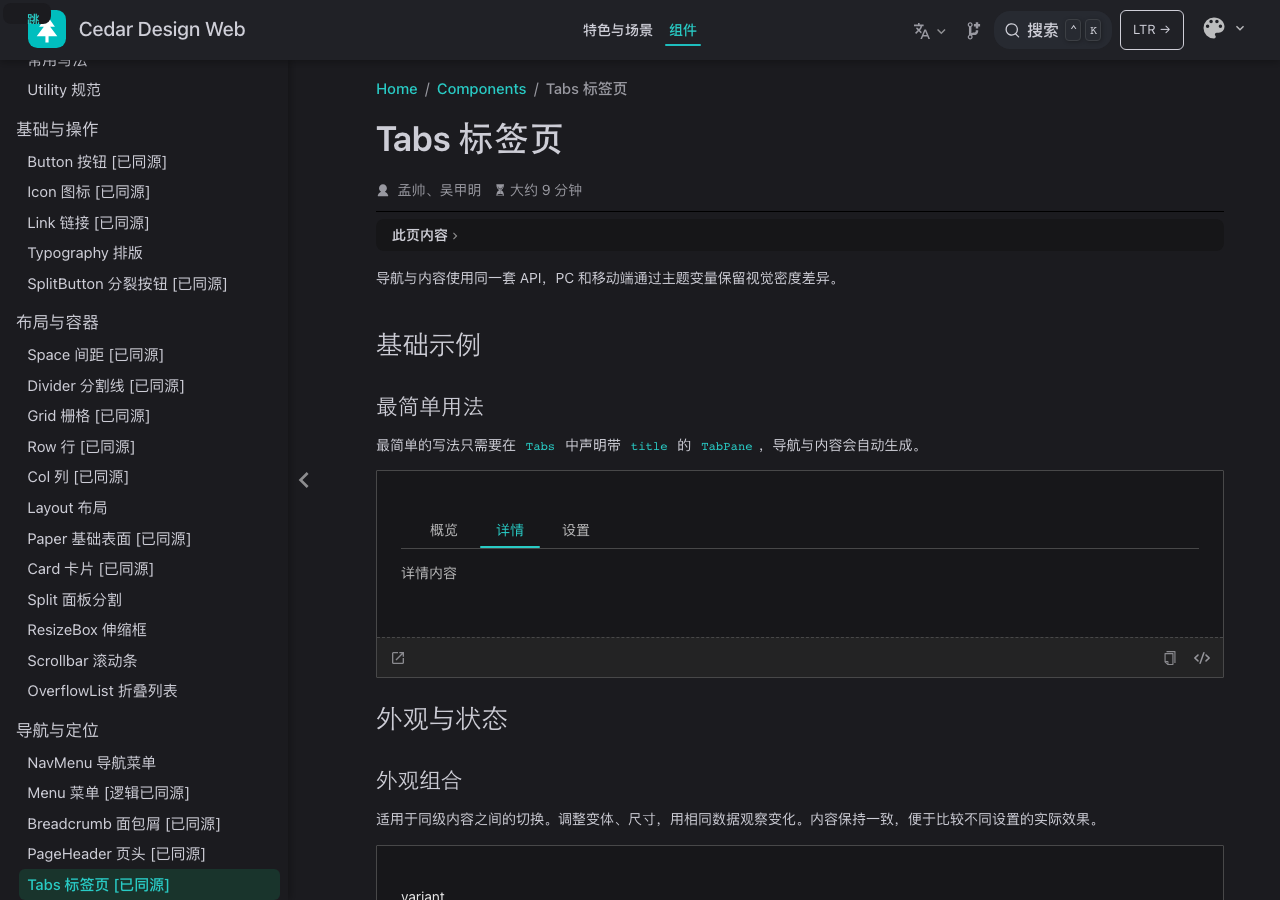 跳
Cedar Design Web
特色与场景
组件
搜索
^
K
LTR →
常用写法
Utility 规范
基础与操作
Button 按钮 [已同源]
Icon 图标 [已同源]
Link 链接 [已同源]
Typography 排版
SplitButton 分裂按钮 [已同源]
布局与容器
Space 间距 [已同源]
Divider 分割线 [已同源]
Grid 栅格 [已同源]
Row 行 [已同源]
Col 列 [已同源]
Layout 布局
Paper 基础表面 [已同源]
Card 卡片 [已同源]
Split 面板分割
ResizeBox 伸缩框
Scrollbar 滚动条
OverflowList 折叠列表
导航与定位
NavMenu 导航菜单
Menu 菜单 [逻辑已同源]
Breadcrumb 面包屑 [已同源]
PageHeader 页头 [已同源]
Tabs 标签页 [已同源]
Home / Components / Tabs 标签页
Tabs 标签页
孟帅、吴甲明 大约 9 分钟
此页内容 ›
导航与内容使用同一套 API，PC 和移动端通过主题变量保留视觉密度差异。
基础示例
最简单用法
最简单的写法只需要在 Tabs 中声明带 title 的 TabPane ，导航与内容会自动生成。
概览 详情 设置
详情内容
外观与状态
外观组合
适用于同级内容之间的切换。调整变体、尺寸，用相同数据观察变化。内容保持一致，便于比较不同设置的实际效果。
variant